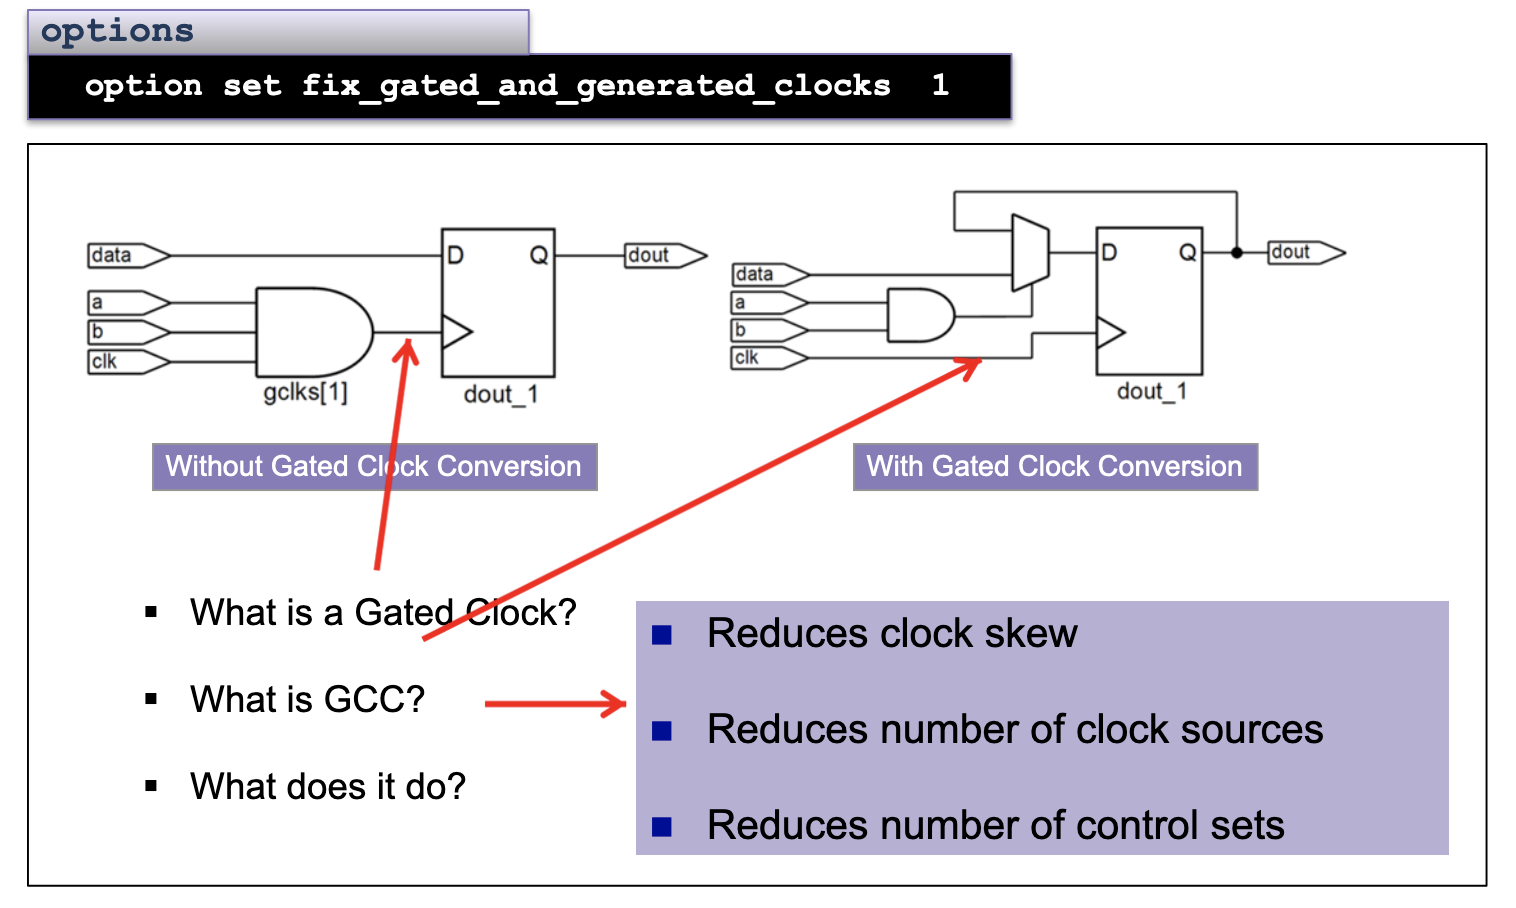 options
option set fix_gated_and_generated_clocks 1
data
a
b
clk
gclks[1]
D
Q
dout_1
dout
data
a
b
clk
D
Q
dout_1
dout
Without Gated Clock Conversion
With Gated Clock Conversion
What is a Gated Clock?
What is GCC?
What does it do?
Reduces clock skew
Reduces number of clock sources
Reduces number of control sets